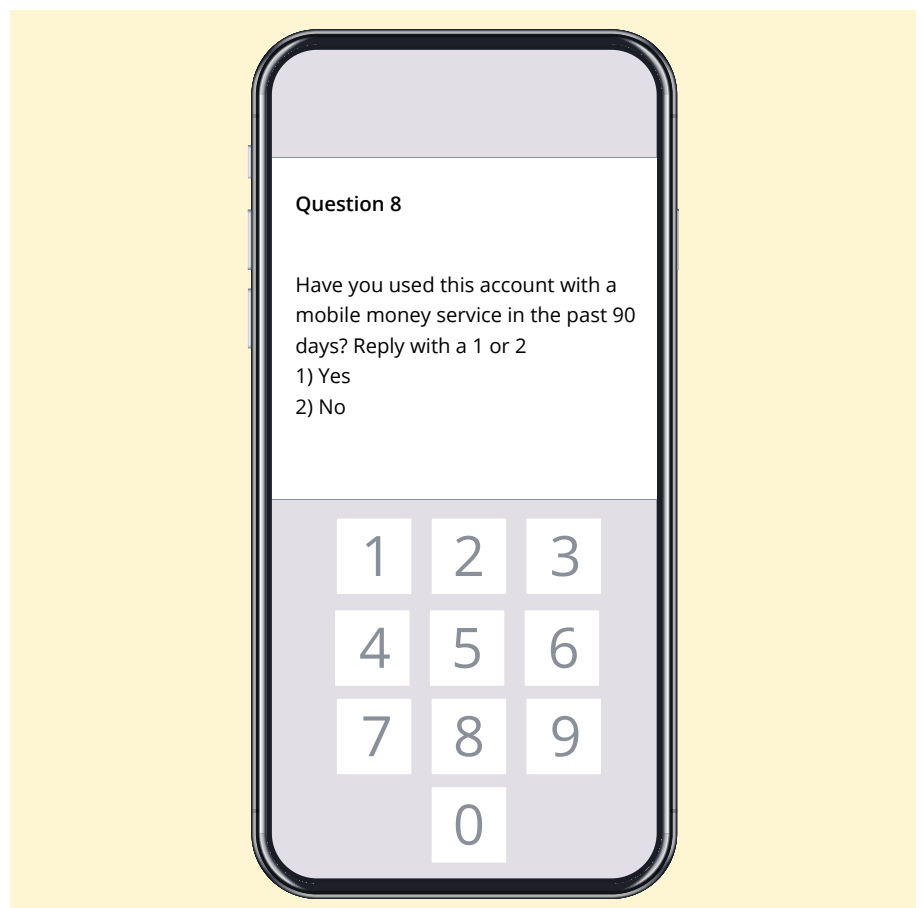 Question 8
Have you used this account with a
mobile money service in the past 90
days? Reply with a 1 or 2
1) Yes
2) No
1 2 3
4 5 6
7 8 9
0